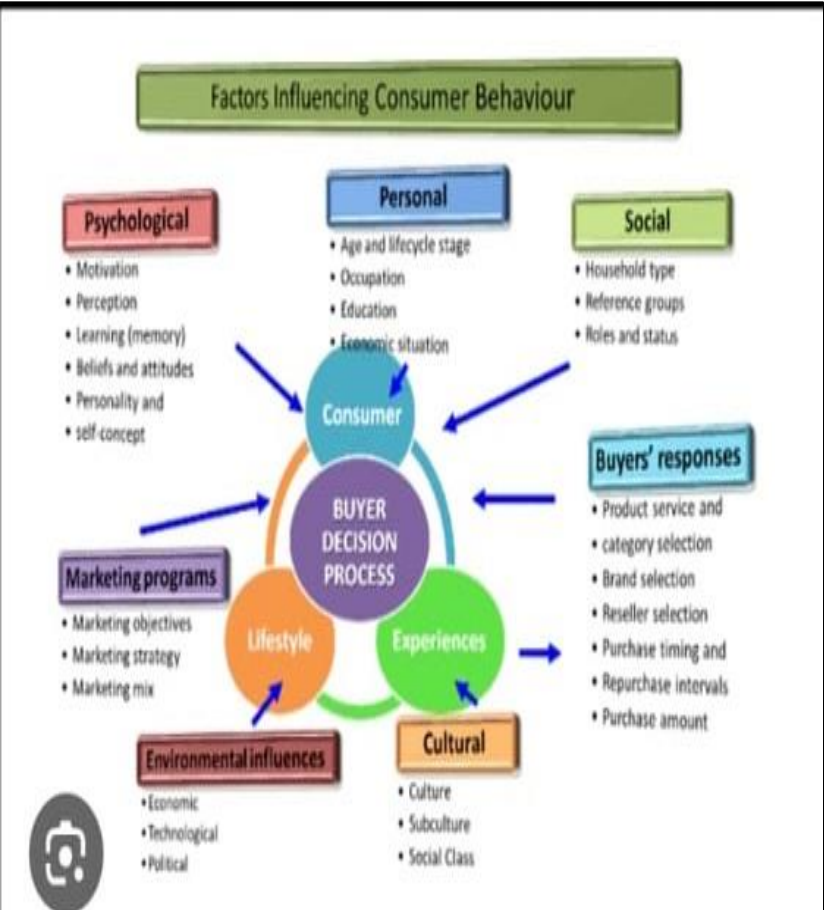 Factors Influencing Consumer Behaviour
Psychological
• Motivation
• Perception
• Learning (memory)
• Beliefs and attitudes
• Personality and
• self-concept
Personal
• Age and lifecycle stage
• Occupation
• Education
• Economic situation
Social
• Household type
• Reference groups
• Roles and status
Consumer
BUYER
DECISION
PROCESS
Lifestyle
Experiences
Buyers' responses
• Product service and
• category selection
• Brand selection
• Reseller selection
• Purchase timing and
• Repurchase intervals
• Purchase amount
Marketing programs
• Marketing objectives
• Marketing strategy
• Marketing mix
Environmental influences
• Economic
• Technological
• Political
Cultural
• Culture
• Subculture
• Social Class